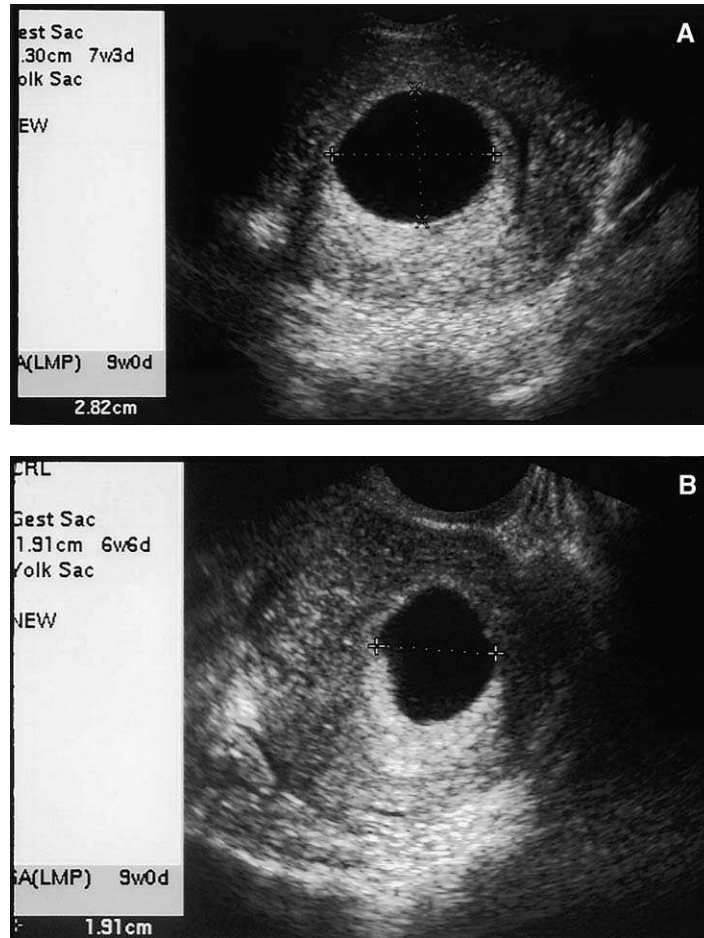 A
est Sac
.30cm 7w3d
olk Sac
EW
A(LMP) 9w0d
2.82cm
B
CRL
Gest Sac
1.91cm 6w6d
Yolk Sac
NEW
GA(LMP) 9w0d
1.91cm